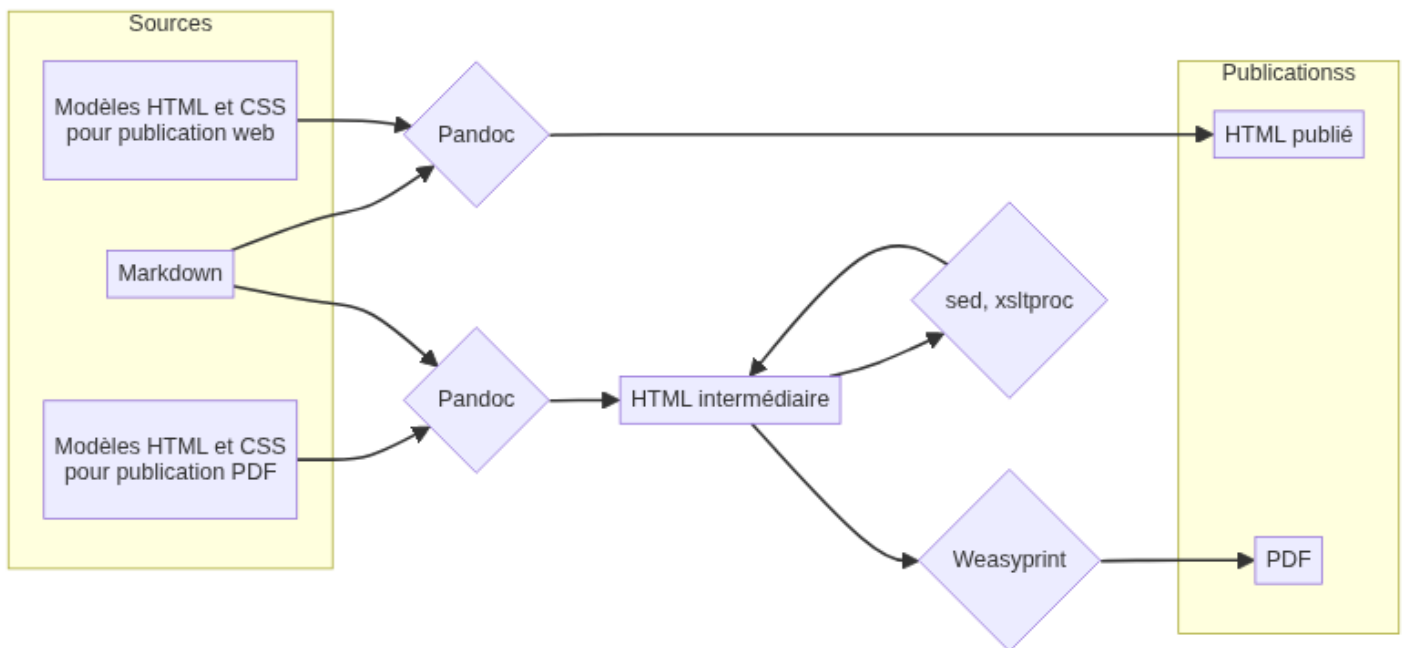 Sources
Modèles HTML et CSS
pour publication web
Pandoc
Publicationss
HTML publié
Markdown
sed, xsltproc
Modèles HTML et CSS
pour publication PDF
Pandoc
HTML intermédiaire
Weasyprint
PDF